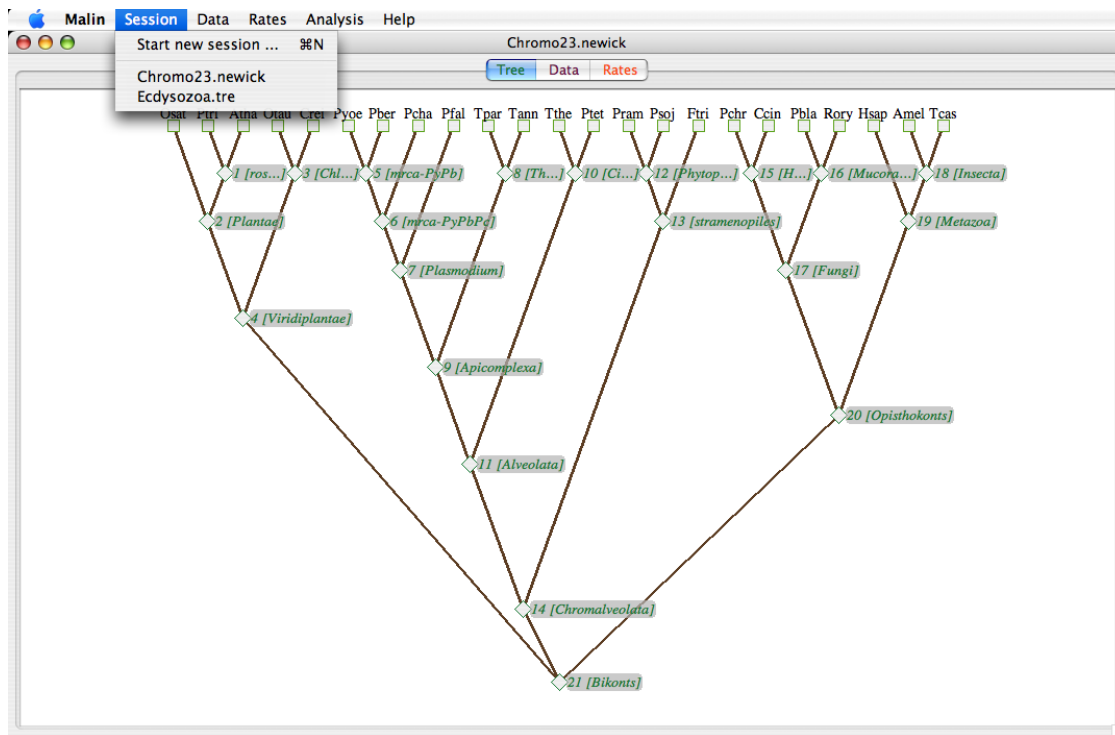 Malin Session Data Rates Analysis Help
Start new session ... ⌘N
Chromo23.newick
Ecdysozoa.tre
Chromo23.newick
Tree Data Rates
Osat Ptri Atha Otau Crei Pyoe Pber Pcha Pfal Tpar Tann Tthe Ptet Pram Psoj Ftri Pchr Ccin Pbla Rory Hsap Amel Tcas
1 [ros...] 3 [Chl...] 5 [mrca-PyPb] 8 [Th...] 10 [Ci...] 12 [Phytop...] 15 [H...] 16 [Mucora...] 18 [Insecta]
2 [Plantae] 6 [mrca-PyPbPc] 13 [stramenopiles] 19 [Metazoa]
7 [Plasmodium] 17 [Fungi]
4 [Viridiplantae]
9 [Apicomplexa]
20 [Opisthokonts]
11 [Alveolata]
14 [Chromalveolata]
21 [Bikonts]